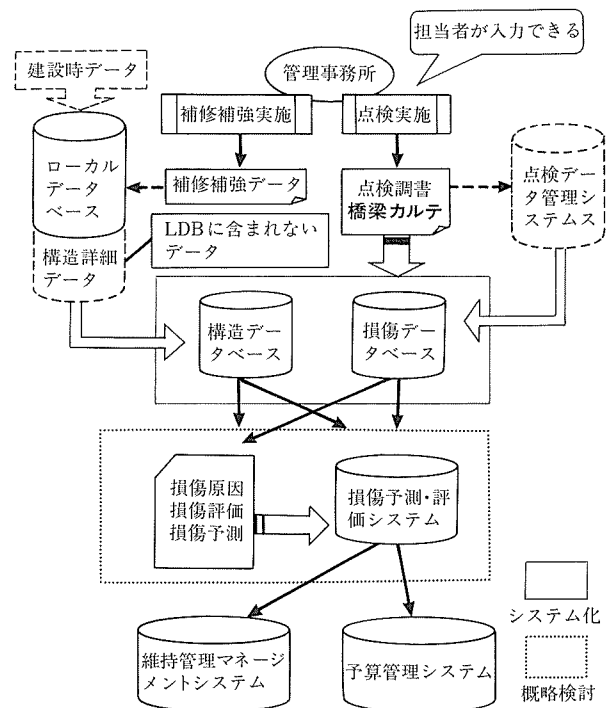 担当者が入力できる
建設時データ
管理事務所
補修補強実施
点検実施
ローカル
データ
ベース
補修補強データ
点検調書
橋梁カルテ
点検デー
タ管理シ
ステムス
LDBに含まれない
データ
構造詳細
データ
構造デー
タベース
損傷デー
タベース
損傷原因
損傷評価
損傷予測
損傷予測・評
価システム
システム化
維持管理マネージ
メントシステム
予算管理システム
概略検討